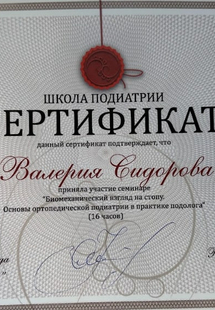 ШКОЛА ПОДИАТРИИ
СЕРТИФИКАТ
данный сертификат подтверждает, что
Валерия Сидорова
приняла участие семинаре
"Биомеханический взгляд на стопу.
Основы ортопедической подиатрии в практике подолога"
(16 часов)